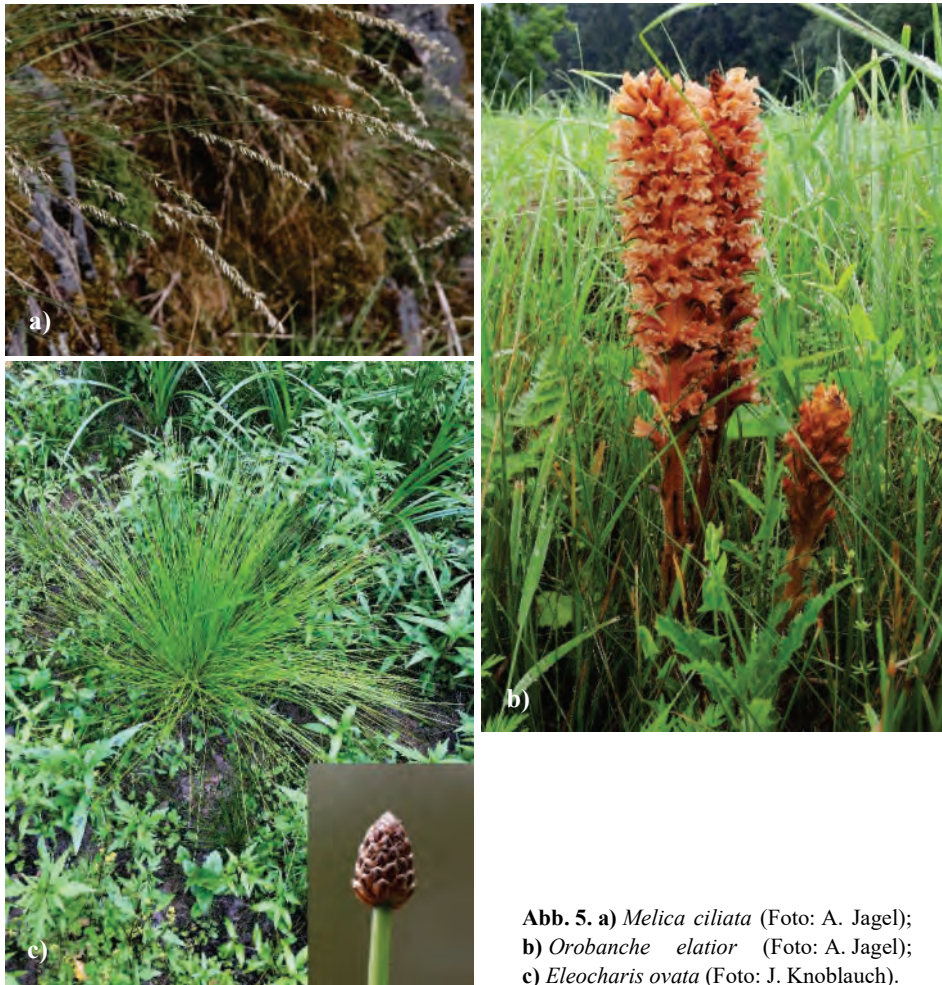 a)
b)
c)
Abb. 5. a) Melica ciliata (Foto: A. Jagel);
b) Orobanche elatior (Foto: A. Jagel);
c) Eleocharis ovata (Foto: J. Knoblauch).